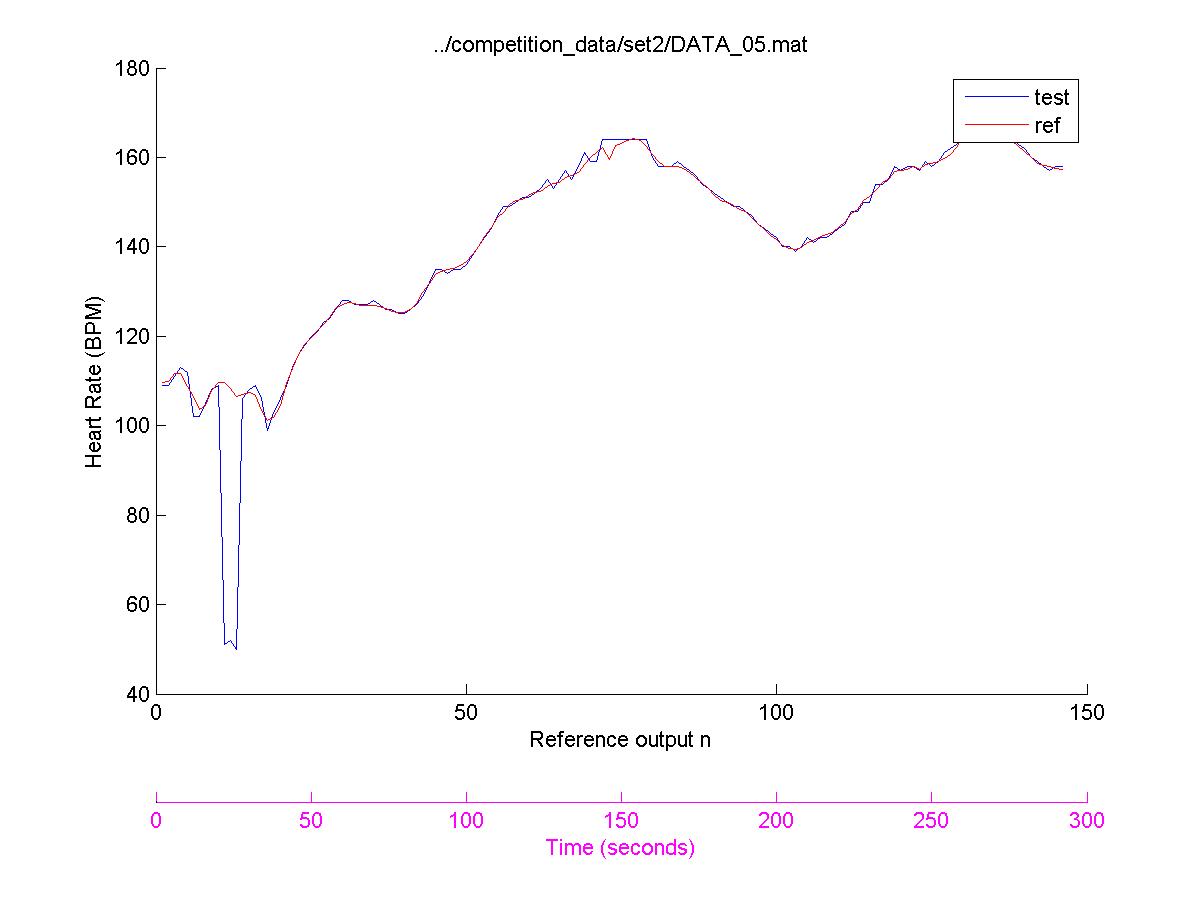 ../competition_data/set2/DATA_05.mat
180
test
ref
160
140
120
100
80
60
40
Heart Rate (BPM)
0 50 100 150
Reference output n
0 50 100 150 200 250 300
Time (seconds)